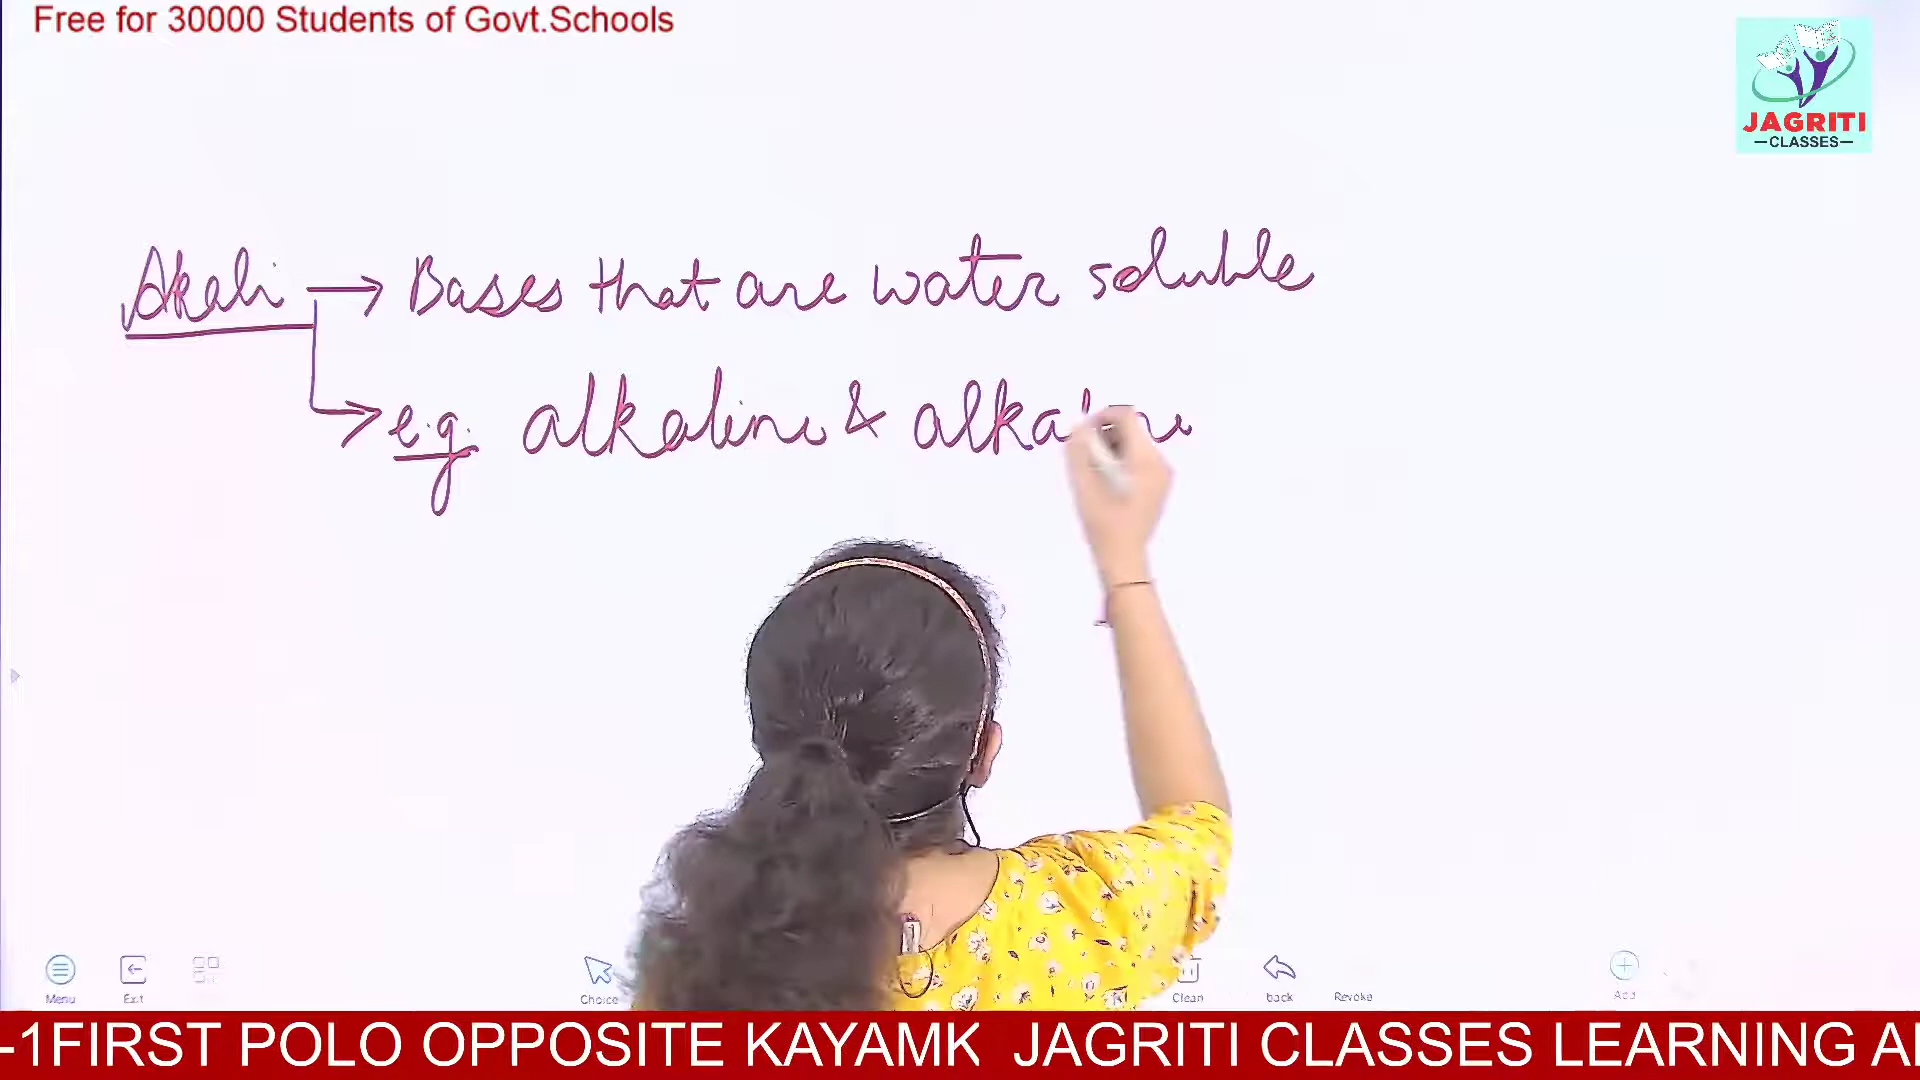 Free for 30000 Students of Govt.Schools
JAGRITI
CLASSES
Akali → Bases that are water soluble
e.g. alkaline & alkaline
Menu
Exit
Choice
Clean
back
Revoke
Add
-1FIRST POLO OPPOSITE KAYAMK JAGRITI CLASSES LEARNING A